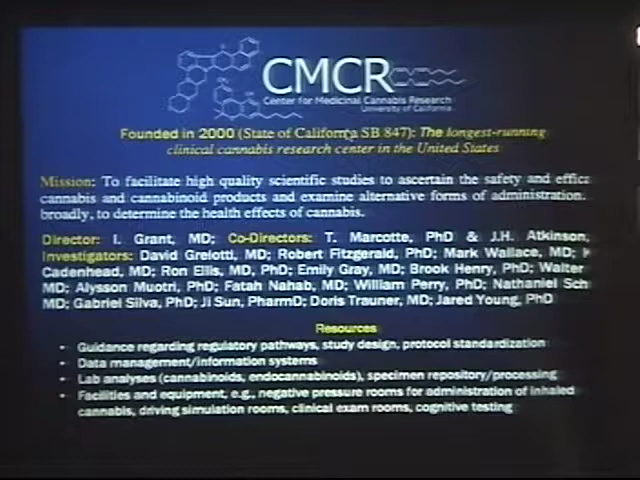 CMCR
Center for Medicinal Cannabis Research
University of California
Founded in 2000 (State of California SB 847): The longest-running
clinical cannabis research center in the United States
Mission: To facilitate high quality scientific studies to ascertain the safety and effica
cannabis and cannabinoid products and examine alternative forms of administration.
broadly, to determine the health effects of cannabis.
Director: I. Grant, MD; Co-Directors: T. Marcotte, PhD & J.H. Atkinson,
Investigators: David Grelotti, MD; Robert Fitzgerald, PhD; Mark Wallace, MD;
Cadenhead, MD; Ron Ellis, MD, PhD; Emily Gray, MD; Brook Henry, PhD; Walter
MD; Alysson Muotri, PhD; Fatah Nahab, MD; William Perry, PhD; Nathaniel Sch
MD; Gabriel Silva, PhD; Ji Sun, PharmD; Doris Trauner, MD; Jared Young, PhD
Resources
• Guidance regarding regulatory pathways, study design, protocol standardization
• Data management/information systems
• Lab analyses (cannabinoids, endocannabinoids), specimen repository/processing
• Facilities and equipment, e.g., negative pressure rooms for administration of inhaled
cannabis, driving simulation rooms, clinical exam rooms, cognitive testing